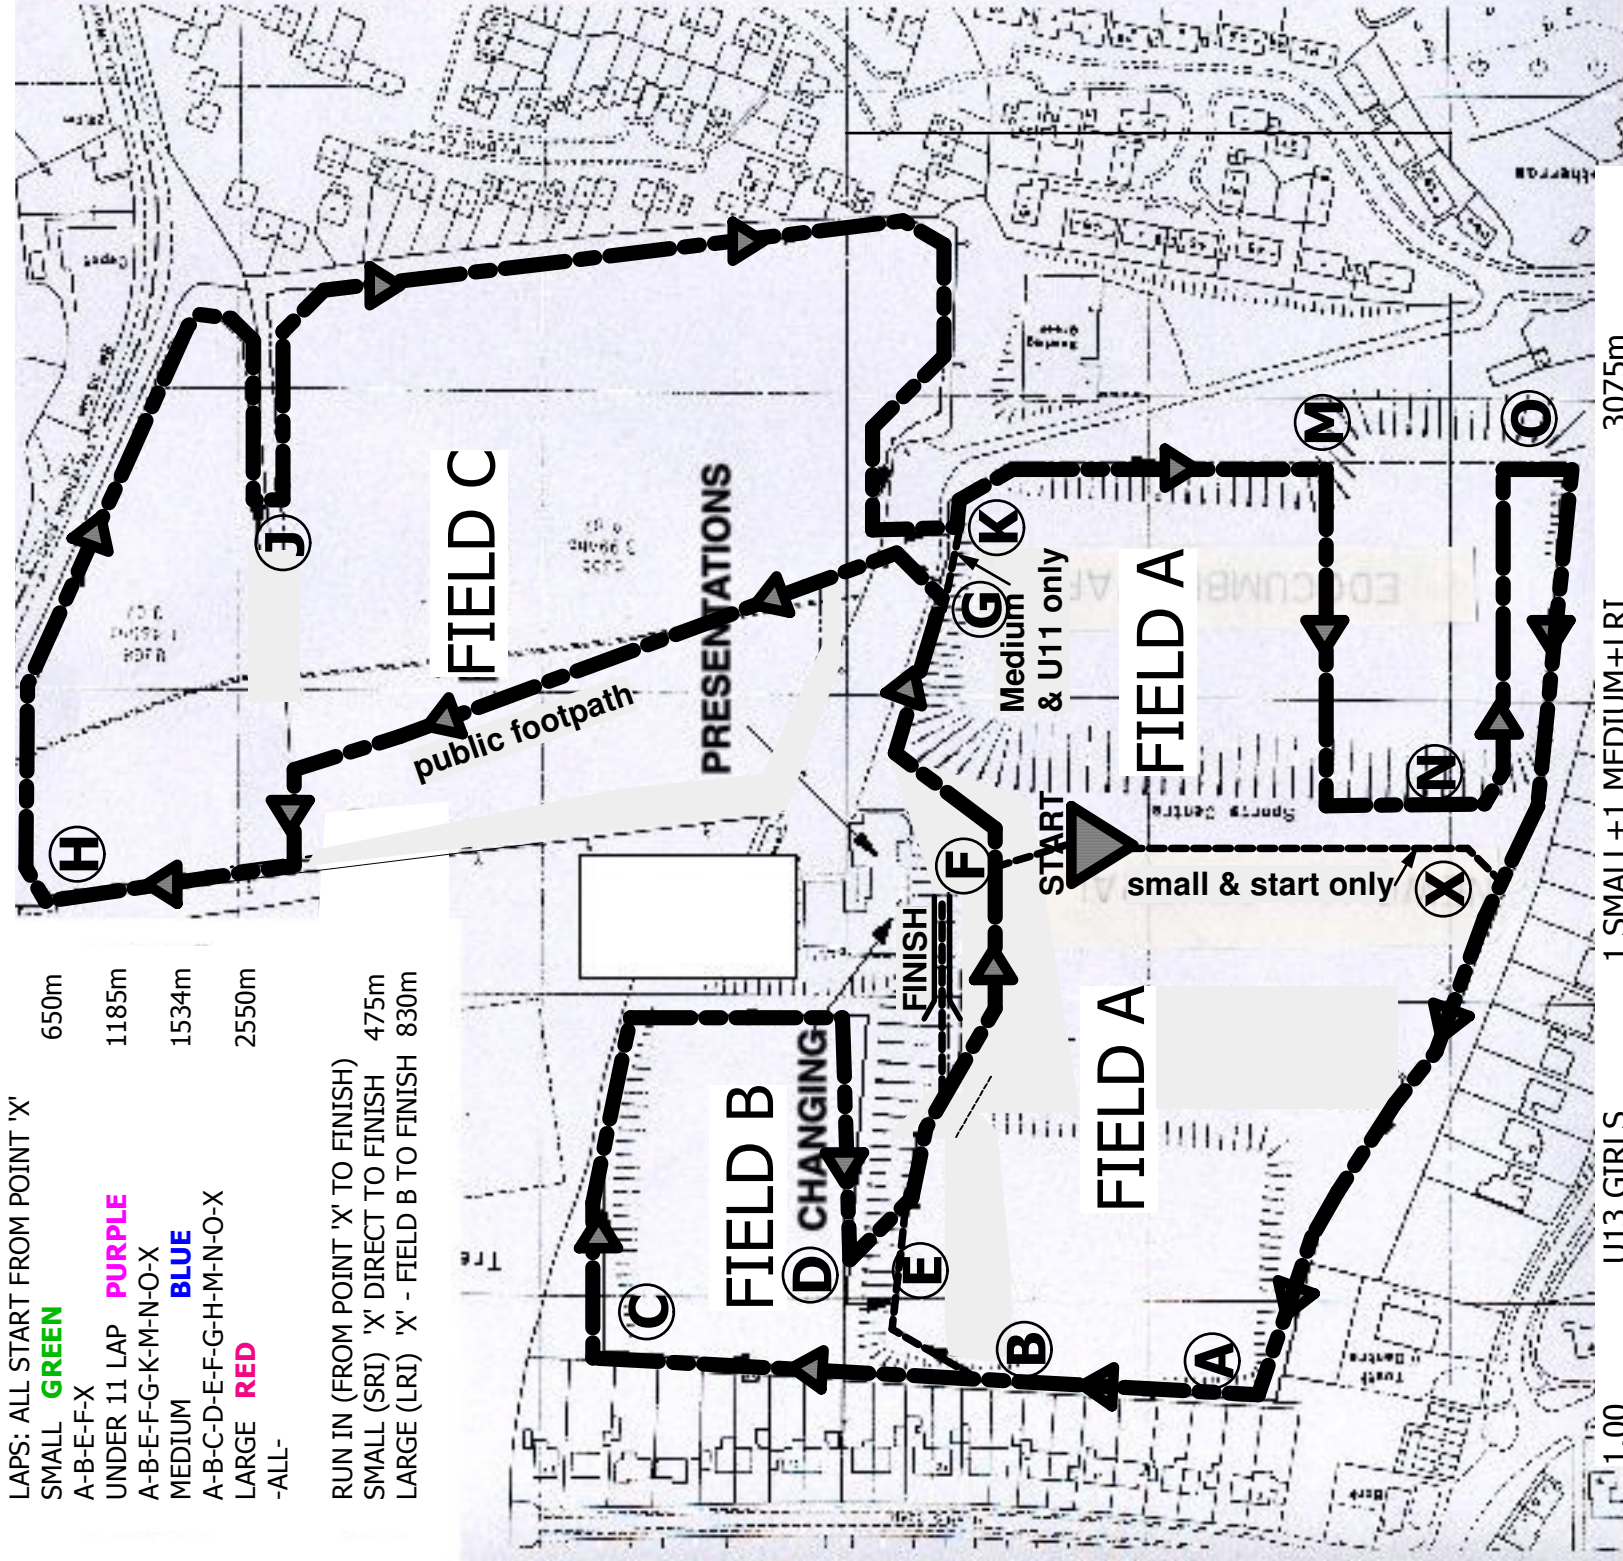 LAPS: ALL START FROM POINT 'X'
SMALL GREEN 650m
A-B-E-F-X
UNDER 11 LAP PURPLE 1185m
A-B-E-F-G-K-M-N-O-X
MEDIUM BLUE 1534m
A-B-C-D-E-F-G-H-M-N-O-X
LARGE RED 2550m
-ALL-
RUN IN (FROM POINT 'X' TO FINISH)
SMALL (SRI) 'X' DIRECT TO FINISH 475m
LARGE (LRI) 'X' - FIELD B TO FINISH 830m
H
J
FIELD C
public footpath
PRESENTATIONS
C
FIELD B
CHANGING
D
E
FINISH
F
G
K
Medium
& U11 only
START
B
FIELD A
FIELD A
small & start only
Sports Centre
A
M
N
X
O
1.00 U13 GIRLS 1 SMALL+1 MEDIUM+LRI 3075m